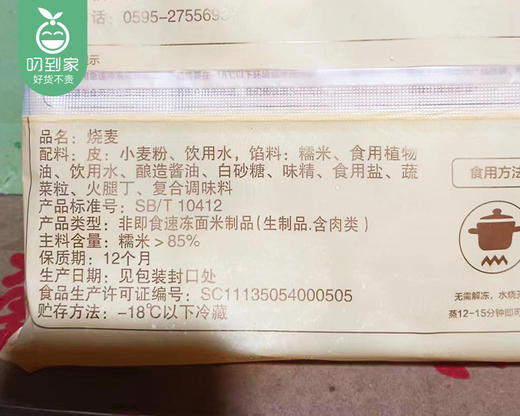 叨到家
好货不贵
话：0595-2755693
品名：烧麦
配料：皮：小麦粉、饮用水，馅料：糯米、食用植物
油、饮用水、酿造酱油、白砂糖、味精、食用盐、蔬
菜粒、火腿丁、复合调味料
产品标准号：SB/T 10412
产品类型：非即食速冻面米制品（生制品.含肉类）
主料含量：糯米＞85%
保质期：12个月
生产日期：见包装封口处
食品生产许可证编号：SC11135054000505
贮存方法：-18℃以下冷藏
食用方法
无需解冻，水烧
蒸12-15分钟即可